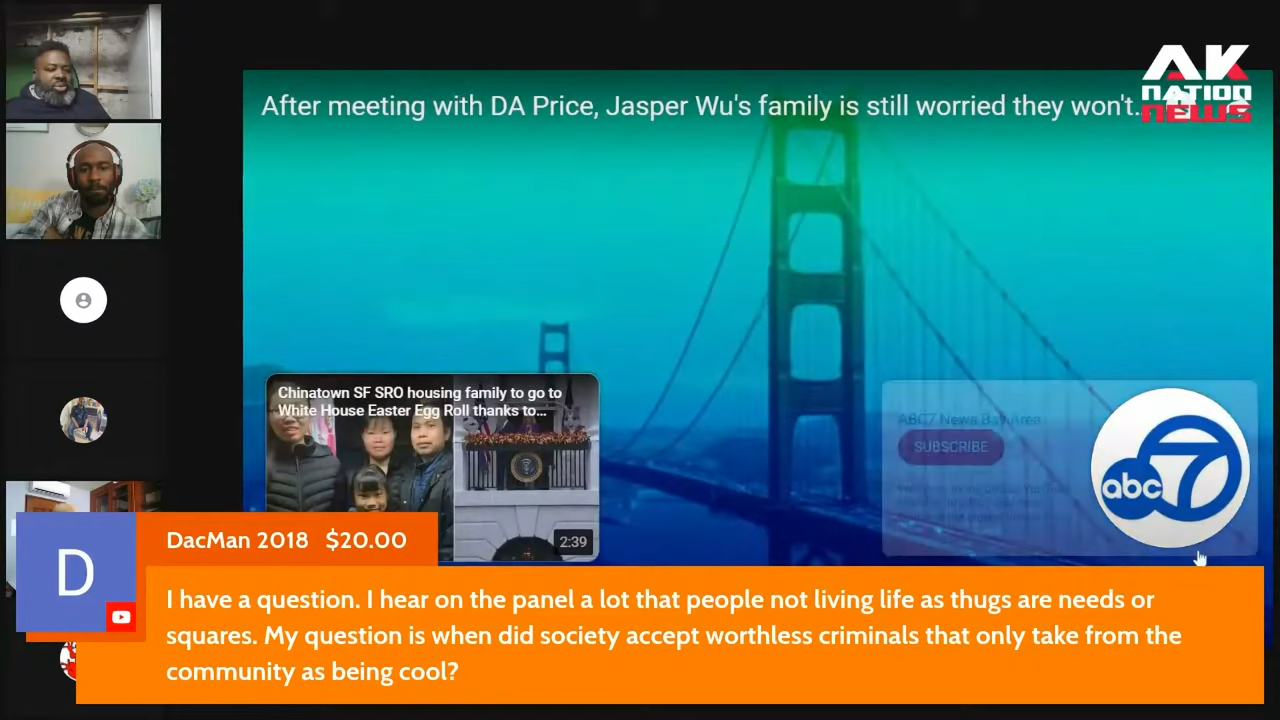 After meeting with DA Price, Jasper Wu's family is still worried they won't...
AK
NATION
NEWS
Chinatown SF SRO housing family to go to
White House Easter Egg Roll thanks to...
2:39
ABC7 News Bay Area
SUBSCRIBE
abc 7
D
DacMan 2018 $20.00
I have a question. I hear on the panel a lot that people not living life as thugs are needs or
squares. My question is when did society accept worthless criminals that only take from the
community as being cool?